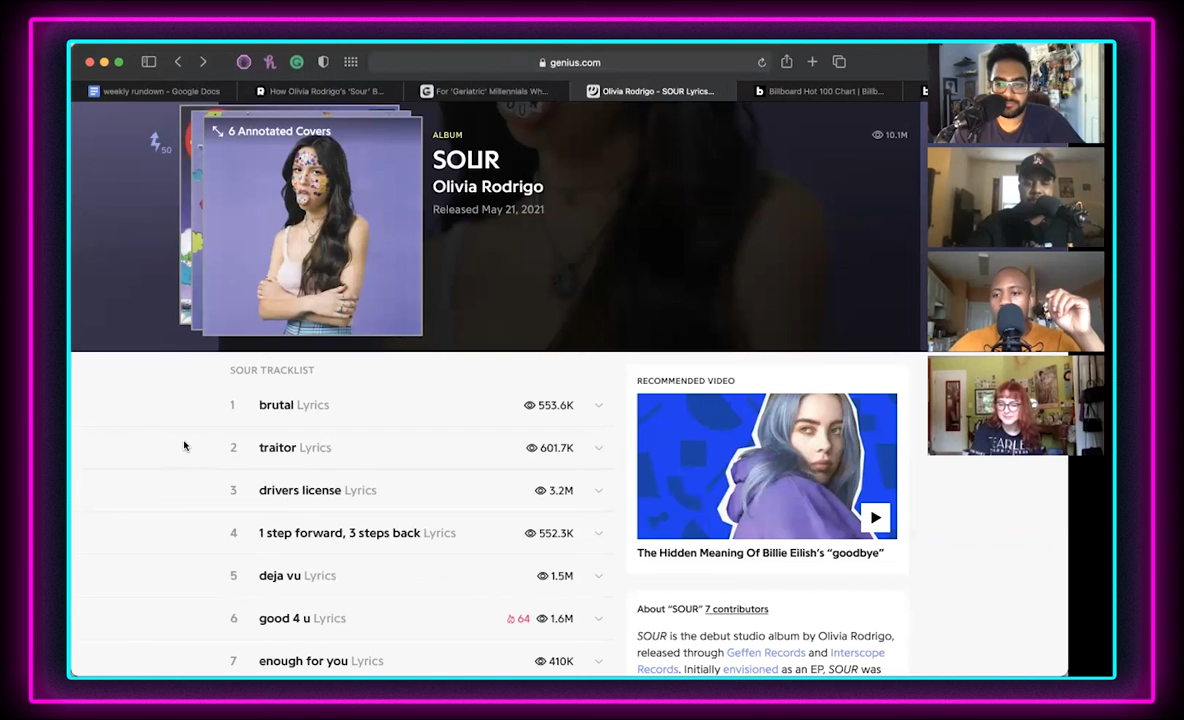 genius.com
weekly rundown - Google Docs
How Olivia Rodrigo's 'Sour' B...
For 'Geriatric' Millennials Wh...
Olivia Rodrigo - SOUR Lyrics...
Billboard Hot 100 Chart | Billb...
50
6 Annotated Covers
ALBUM
10.1M
SOUR
Olivia Rodrigo
Released May 21, 2021
SOUR TRACKLIST
1 brutal Lyrics 553.6K
2 traitor Lyrics 601.7K
3 drivers license Lyrics 3.2M
4 1 step forward, 3 steps back Lyrics 552.3K
5 deja vu Lyrics 1.5M
6 good 4 u Lyrics 64 1.6M
7 enough for you Lyrics 410K
RECOMMENDED VIDEO
The Hidden Meaning Of Billie Eilish's “goodbye”
About “SOUR” 7 contributors
SOUR is the debut studio album by Olivia Rodrigo,
released through Geffen Records and Interscope
Records. Initially envisioned as an EP, SOUR was